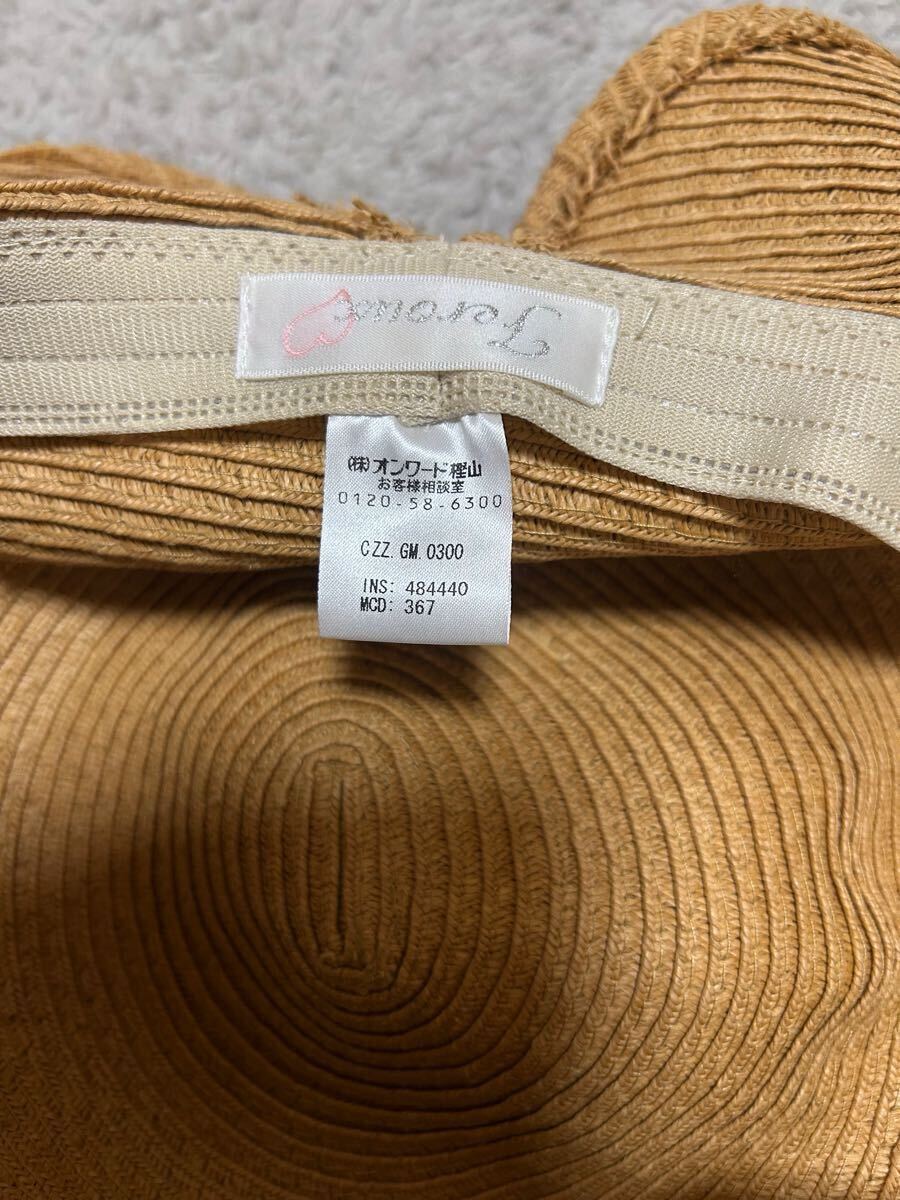 Feroux
(株)オンワード樫山
お客様相談室
0120-58-6300
CZZ.GM.0300
INS: 484440
MCD: 367